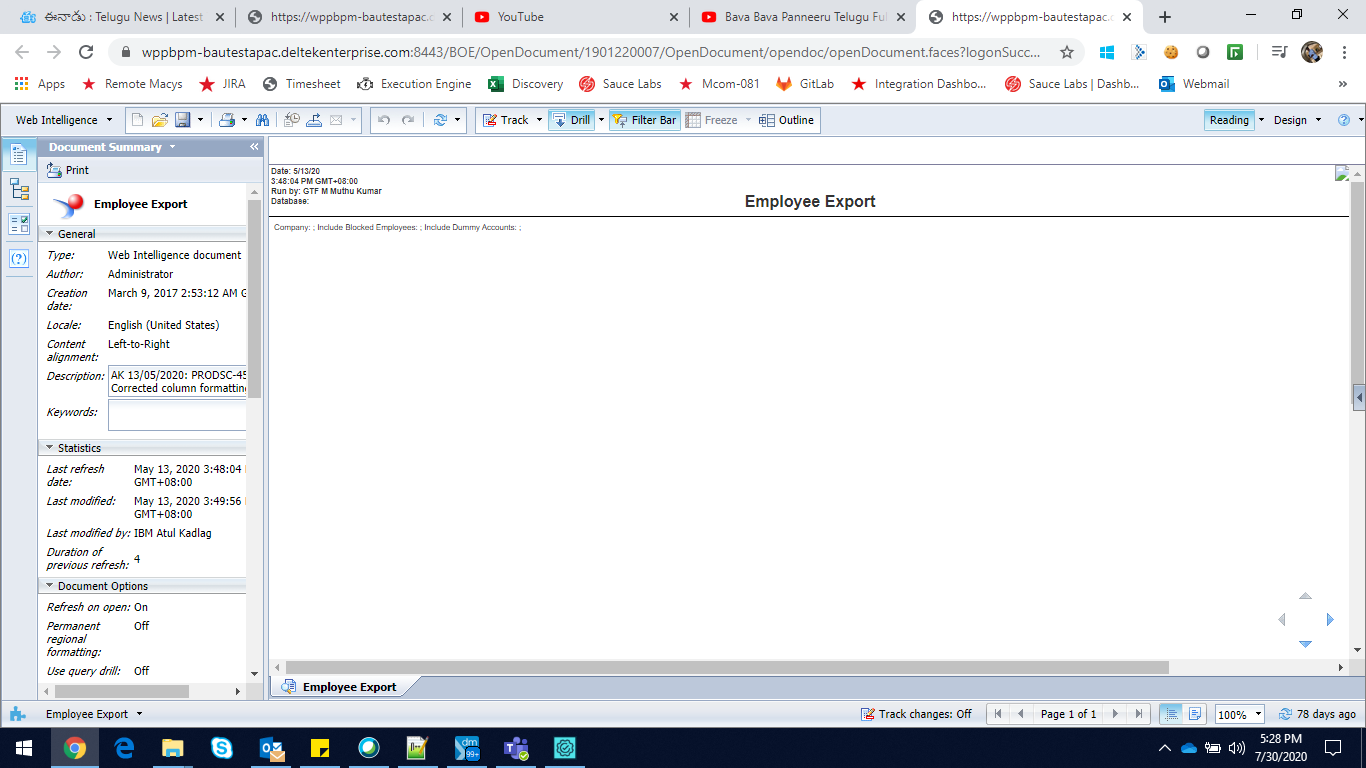 ఈనాడు : Telugu News | Latest
https://wppbpm-bautestapac.c
YouTube
Bava Bava Panneeru Telugu Ful
https://wppbpm-bautestapac.c
wppbpm-bautestapac.deltekenterprise.com:8443/BOE/OpenDocument/1901220007/OpenDocument/opendoc/openDocument.faces?logonSucc...
Apps
Remote Macys
JIRA
Timesheet
Execution Engine
Discovery
Sauce Labs
Mcom-081
GitLab
Integration Dashbo...
Sauce Labs | Dashb...
Webmail
»
Web Intelligence
Track
Drill
Filter Bar
Freeze
Outline
Reading
Design
Document Summary
Print
Employee Export
General
Type: Web Intelligence document
Author: Administrator
Creation date: March 9, 2017 2:53:12 AM G
Locale: English (United States)
Content alignment: Left-to-Right
Description: AK 13/05/2020: PRODSC-45
Corrected column formatting
Keywords:
Statistics
Last refresh date: May 13, 2020 3:48:04
GMT+08:00
Last modified: May 13, 2020 3:49:56
GMT+08:00
Last modified by: IBM Atul Kadlag
Duration of previous refresh: 4
Document Options
Refresh on open: On
Permanent regional formatting: Off
Use query drill: Off
Date: 5/13/20
3:48:04 PM GMT+08:00
Run by: GTF M Muthu Kumar
Database:
Employee Export
Company: ; Include Blocked Employees: ; Include Dummy Accounts: ;
Employee Export
Employee Export
Track changes: Off
Page 1 of 1
100%
78 days ago
99+
5:28 PM
7/30/2020